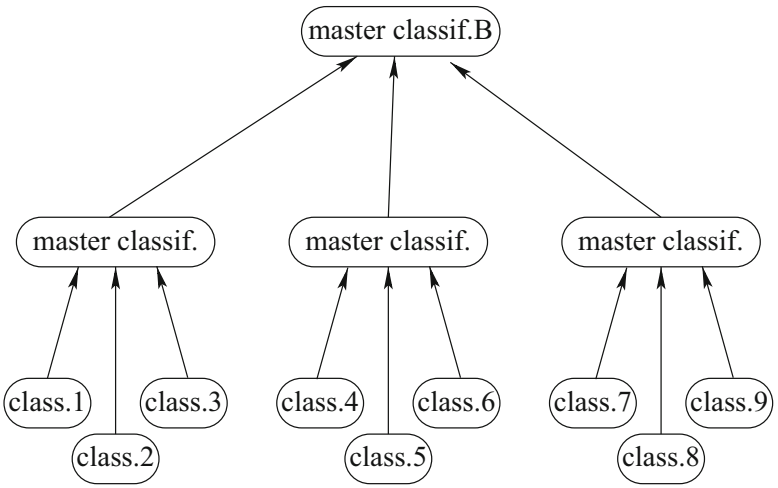 master classif.B
master classif.
master classif.
master classif.
class.1
class.3
class.4
class.6
class.7
class.9
class.2
class.5
class.8